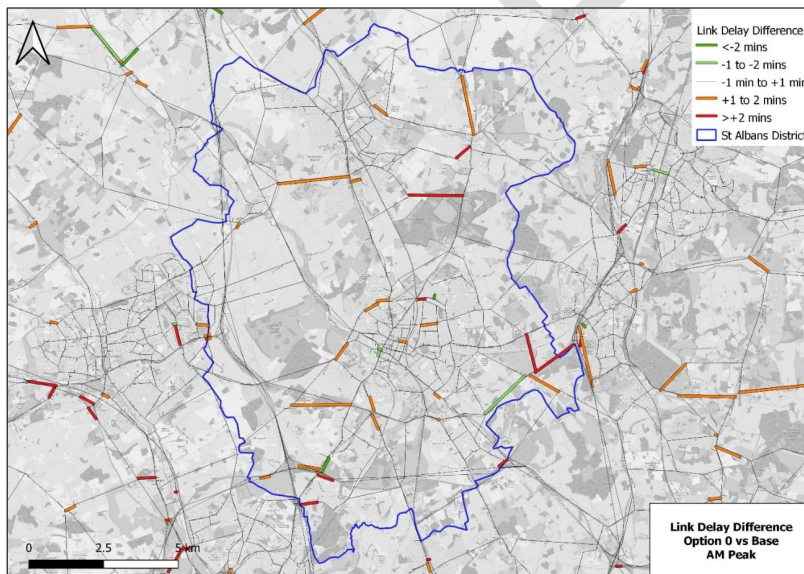 Link Delay Difference
<-2 mins
-1 to -2 mins
-1 min to +1 min
+1 to 2 mins
>+2 mins
St Albans District
0
2.5
5 km
Link Delay Difference
Option 0 vs Base
AM Peak